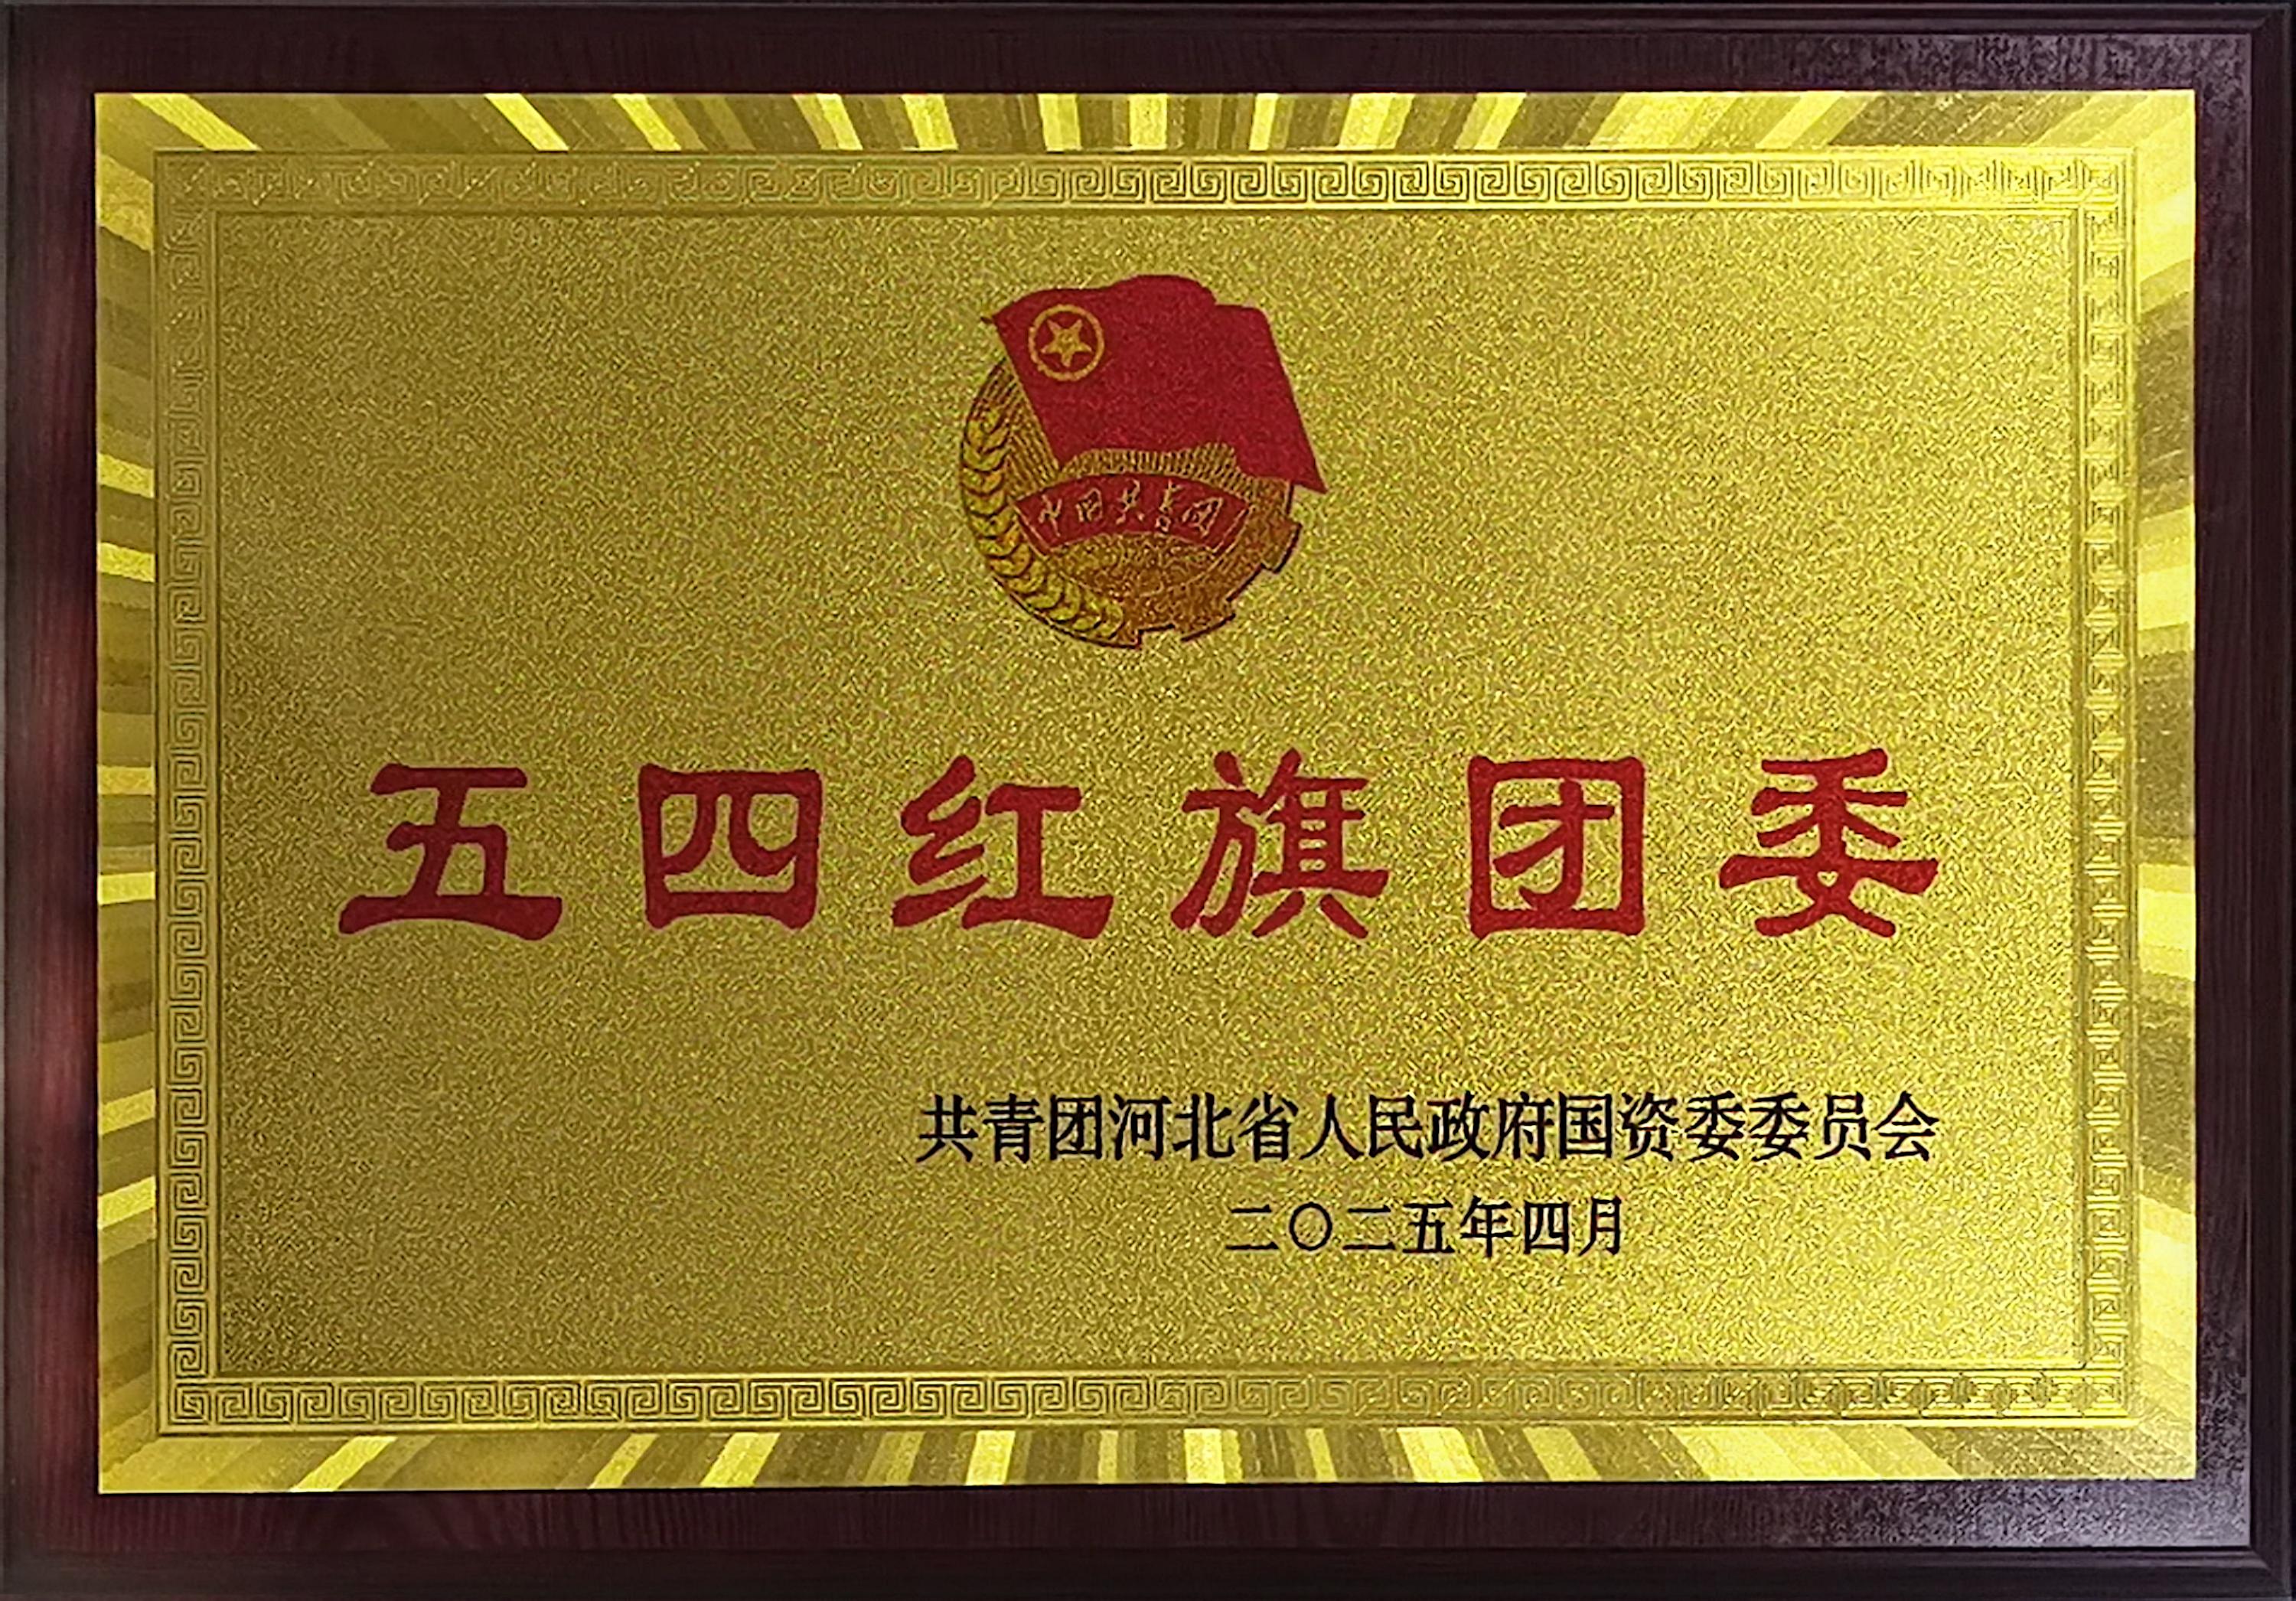 中国共青团
五四红旗团委
共青团河北省人民政府国资委委员会
二〇二五年四月